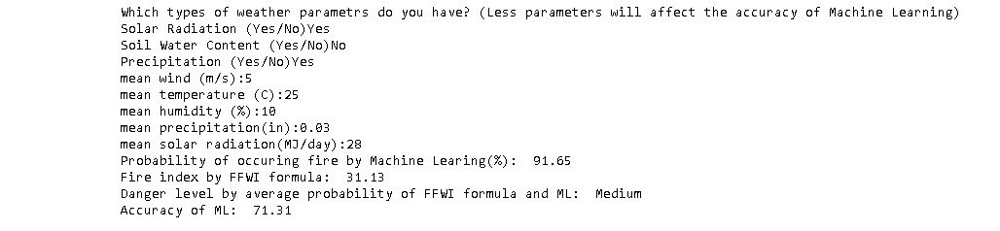 Which types of weather parametrs do you have? (Less parameters will affect the accuracy of Machine Learning)
Solar Radiation (Yes/No)Yes
Soil Water Content (Yes/No)No
Precipitation (Yes/No)Yes
mean wind (m/s):5
mean temperature (C):25
mean humidity (%):10
mean precipitation(in):0.03
mean solar radiation(MJ/day):28
Probability of occuring fire by Machine Learing(%):  91.65
Fire index by FFWI formula:  31.13
Danger level by average probability of FFWI formula and ML:  Medium
Accuracy of ML:  71.31